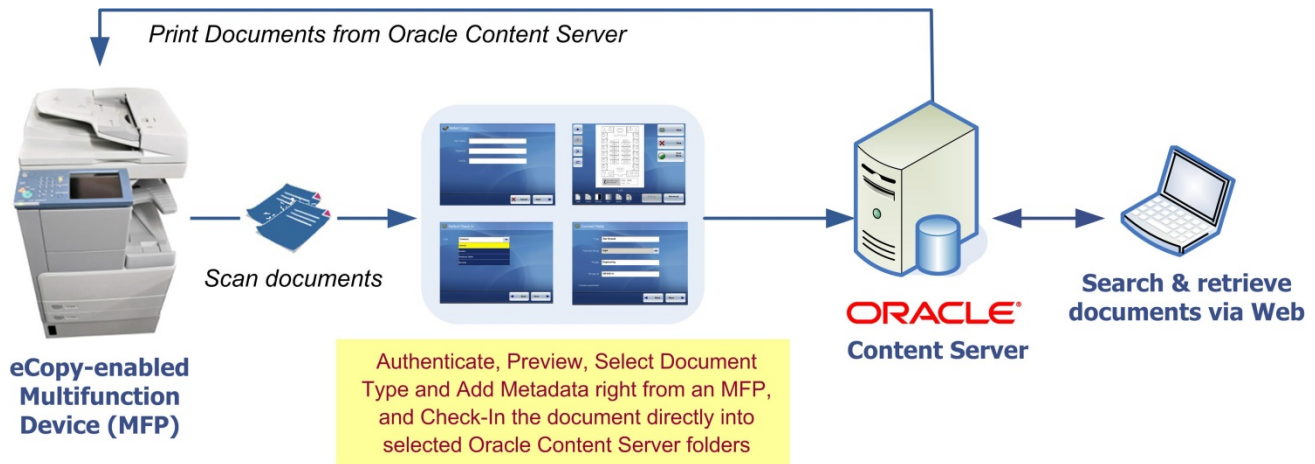 Print Documents from Oracle Content Server
Scan documents
eCopy-enabled
Multifunction
Device (MFP)
Authenticate, Preview, Select Document
Type and Add Metadata right from an MFP,
and Check-In the document directly into
selected Oracle Content Server folders
ORACLE®
Content Server
Search & retrieve
documents via Web